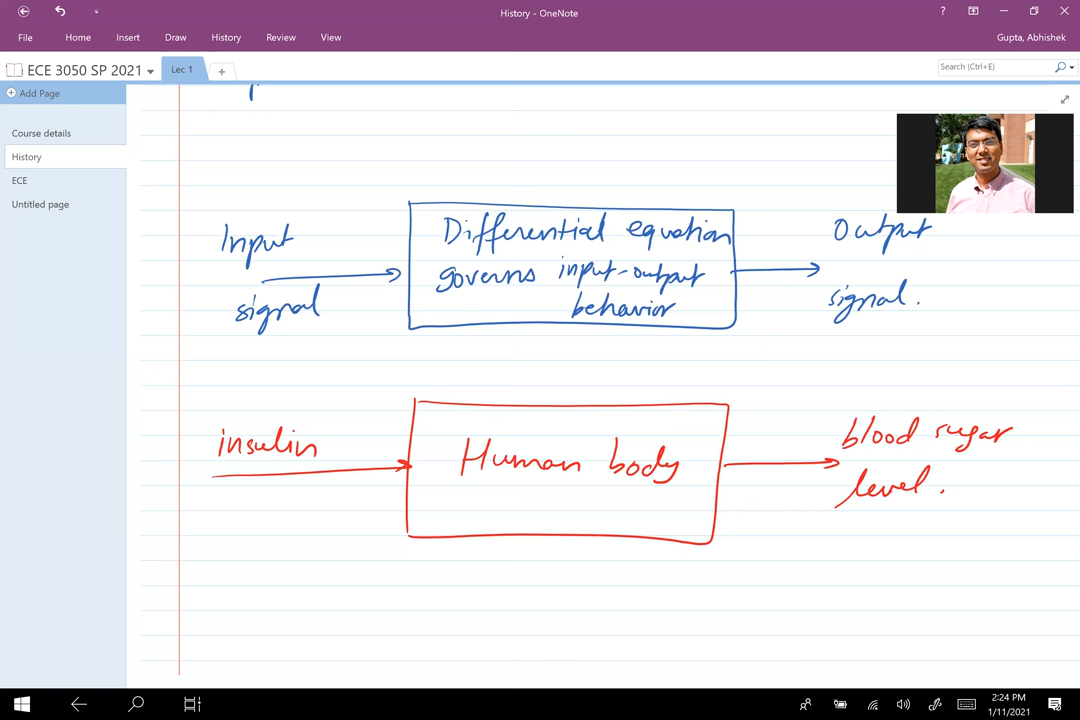 History - OneNote
File Home Insert Draw History Review View
Gupta, Abhishek
ECE 3050 SP 2021
Lec 1
Search (Ctrl+E)
Add Page
Course details
History
ECE
Untitled page
Input
signal
Differential equation
governs input-output
behavior
Output
signal.
insulin
Human body
blood sugar
level.
2:24 PM
1/11/2021